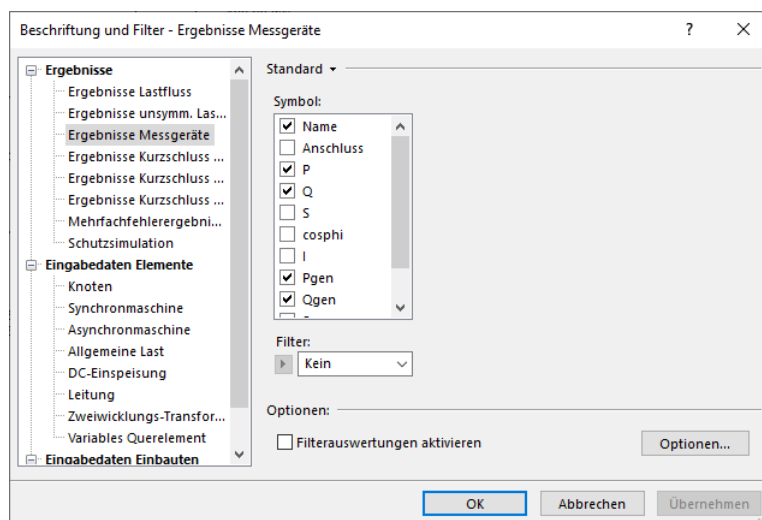 Beschriftung und Filter - Ergebnisse Messgeräte
Ergebnisse
Ergebnisse Lastfluss
Ergebnisse unsymm. Las...
Ergebnisse Messgeräte
Ergebnisse Kurzschluss ...
Ergebnisse Kurzschluss ...
Ergebnisse Kurzschluss ...
Mehrfachfehlerergebni...
Schutzsimulation
Eingabedaten Elemente
Knoten
Synchronmaschine
Asynchronmaschine
Allgemeine Last
DC-Einspeisung
Leitung
Zweiwicklungs-Transfor...
Variables Querelement
Eingabedaten Einbauten
Standard
Symbol:
Name
Anschluss
P
Q
S
cosphi
I
Pgen
Qgen
Filter:
Kein
Optionen:
Filterauswertungen aktivieren
Optionen...
OK
Abbrechen
Übernehmen